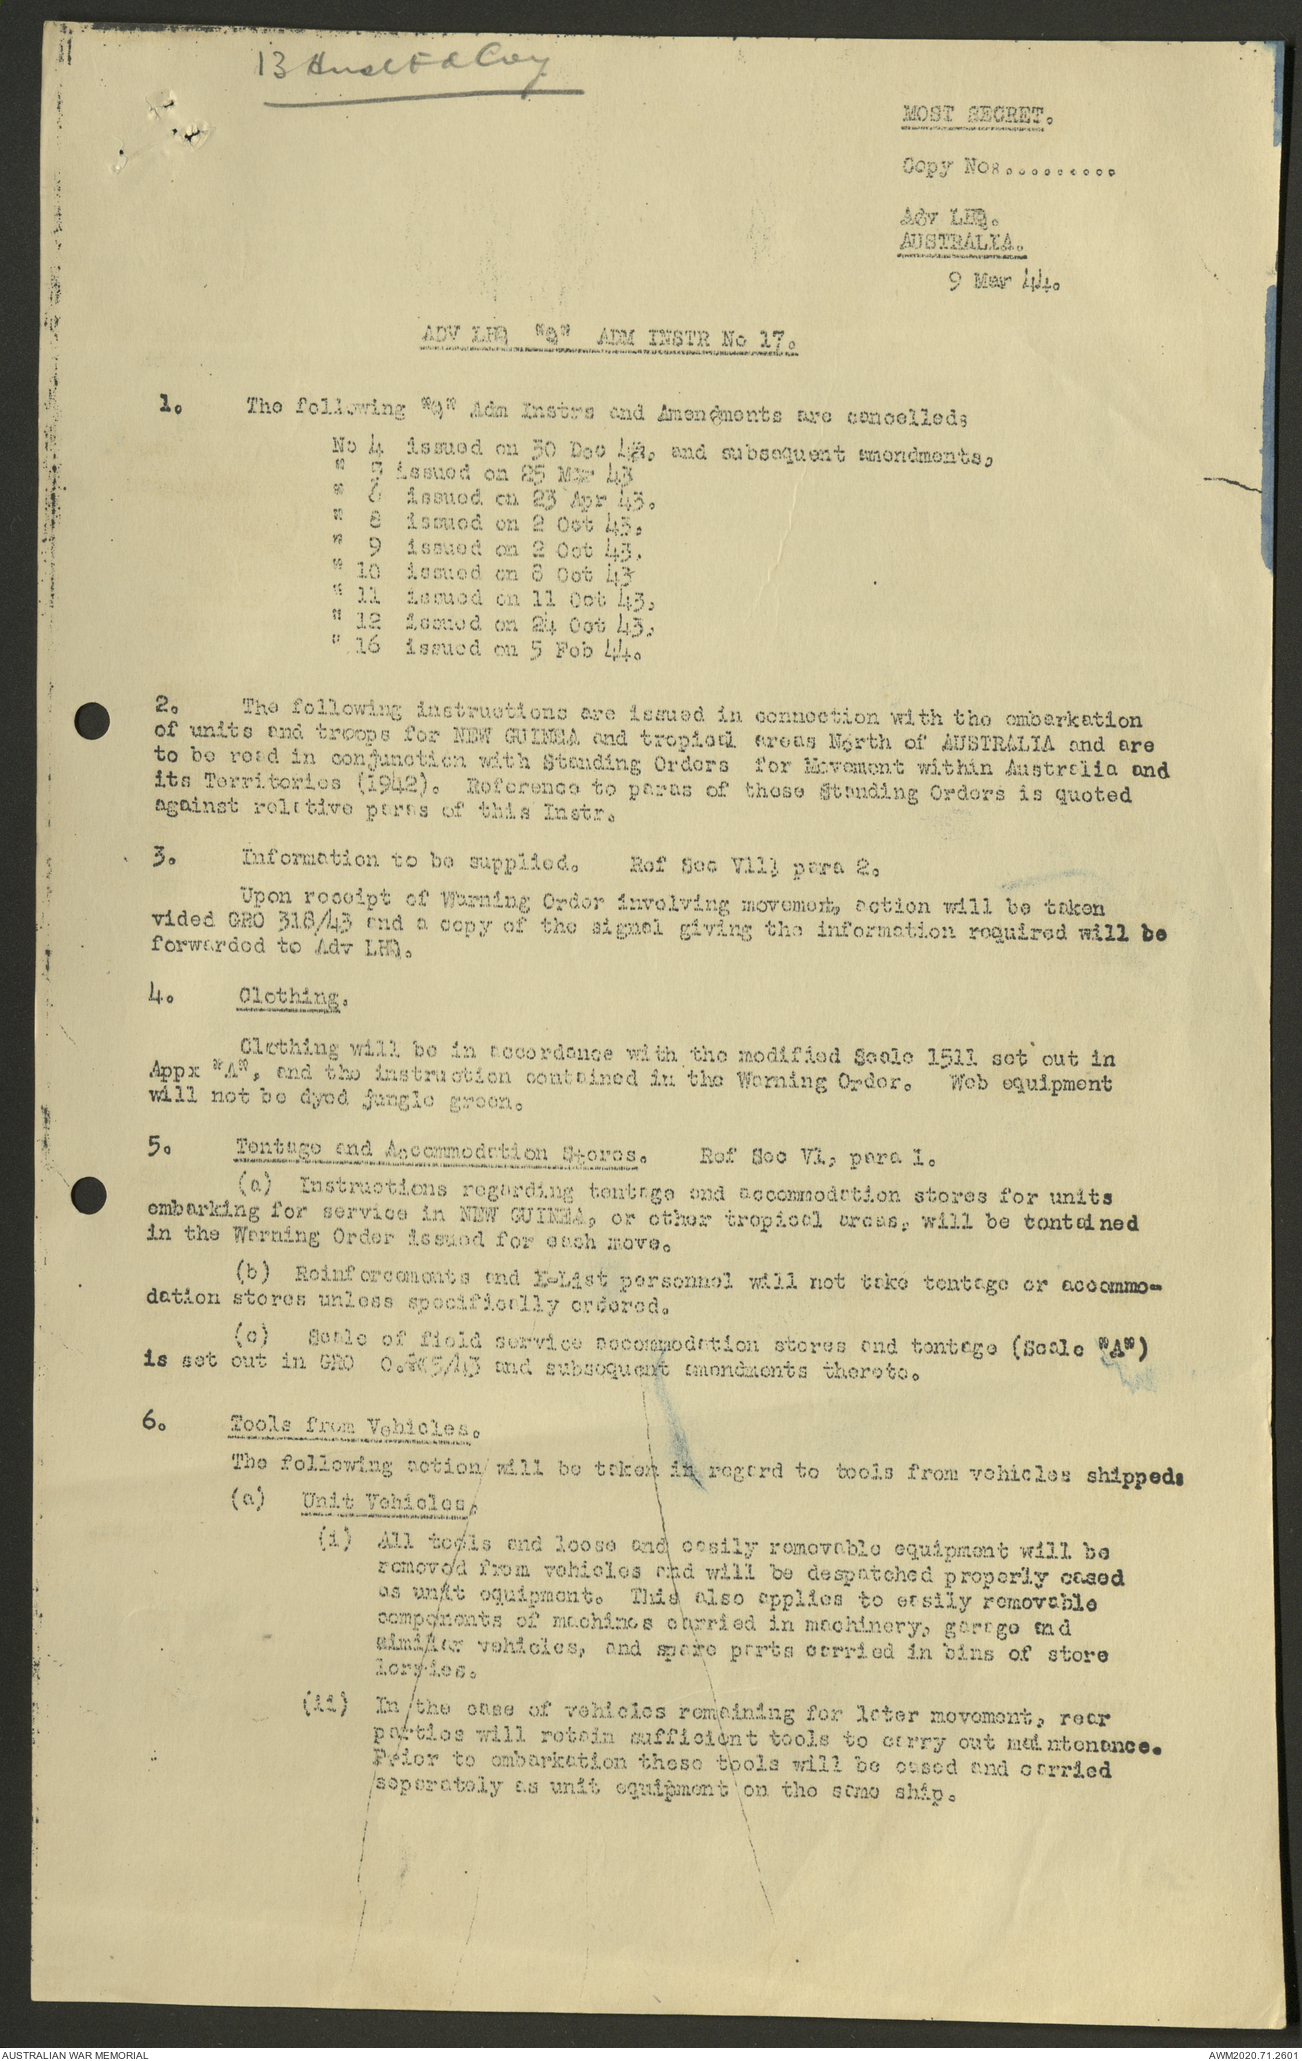 13 Aust Fd Coy
MOST SECRET.
Copy No:..........
Adv LHQ.
AUSTRALIA.
9 Mar 44.
ADV LHQ "Q" ADM INSTR No 17.
1. The following "Q" Adm Instrs and Amendments are cancelled:
No 4 issued on 30 Dec 42, and subsequent amendments,
" 5 issued on 25 Mar 43
" 6 issued on 23 Apr 43.
" 8 issued on 2 Oct 43,
" 9 issued on 2 Oct 43.
" 10 issued on 8 Oct 43
" 11 issued on 11 Oct 43,
" 12 issued on 24 Oct 43,
" 16 issued on 5 Feb 44.
2. The following instructions are issued in connection with the embarkation
of units and troops for NEW GUINEA and tropical areas North of AUSTRALIA and are
to be read in conjunction with Standing Orders for Movement within Australia and
its Territories (1942). Reference to paras of those Standing Orders is quoted
against relative paras of this Instr.
3. Information to be supplied. Ref Sec V111 para 2.
Upon receipt of Warning Order involving movement, action will be taken
vided GRO 318/43 and a copy of the signal giving the information required will be
forwarded to Adv LHQ.
4. Clothing.
Clothing will be in accordance with the modified Scale 1511 set out in
Appx "A", and the instruction contained in the Warning Order. Web equipment
will not be dyed jungle green.
5. Tentage and Accommodation Stores. Ref Sec V1, para 1.
(a) Instructions regarding tentage and accommodation stores for units
embarking for service in NEW GUINEA, or other tropical areas, will be contained
in the Warning Order issued for each move.
(b) Reinforcements and X-List personnel will not take tentage or accommo-
dation stores unless specifically ordered.
(c) Scale of field service accommodation stores and tentage (Scale "A")
is set out in GRO and subsequent amendments thereto.
6. Tools from Vehicles.
The following action will be taken in regard to tools from vehicles shipped:
(a) Unit Vehicles,
(i) All tools and loose and easily removable equipment will be
removed from vehicles and will be despatched properly cased
as unit equipment. This also applies to easily removable
components of machines carried in machinery, garage and
similar vehicles, and spare parts carried in bins of store
lorries.
(ii) In the case of vehicles remaining for later movement, rear
parties will retain sufficient tools to carry out maintenance.
Prior to embarkation these tools will be cased and carried
seperately as unit equipment on the same ship.
AUSTRALIAN WAR MEMORIAL
AWM2020.71.2601